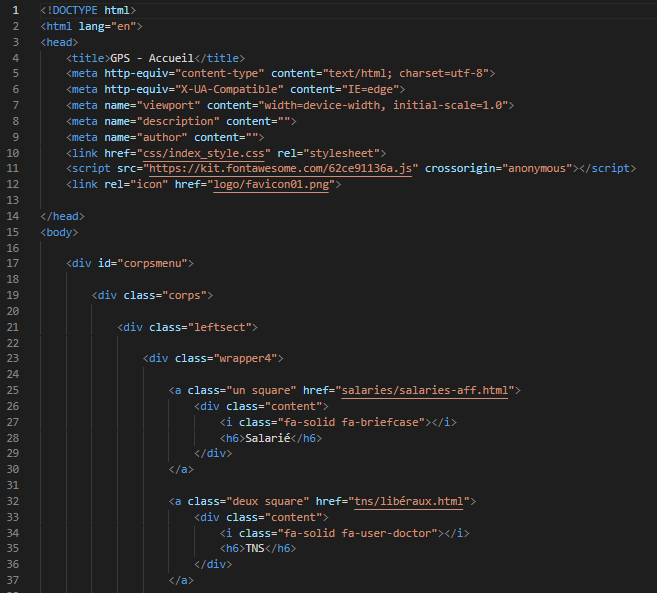 1 <!DOCTYPE html>
2 <html lang="en">
3 <head>
4 <title>GPS - Accueil</title>
5 <meta http-equiv="content-type" content="text/html; charset=utf-8">
6 <meta http-equiv="X-UA-Compatible" content="IE=edge">
7 <meta name="viewport" content="width=device-width, initial-scale=1.0">
8 <meta name="description" content="">
9 <meta name="author" content="">
10 <link href="css/index_style.css" rel="stylesheet">
11 <script src="https://kit.fontawesome.com/62ce91136a.js" crossorigin="anonymous"></script>
12 <link rel="icon" href="logo/favicon01.png">
13
14 </head>
15 <body>
16
17 <div id="corpsmenu">
18
19 <div class="corps">
20
21 <div class="leftsect">
22
23 <div class="wrapper4">
24
25 <a class="un square" href="salaries/salaries-aff.html">
26 <div class="content">
27 <i class="fa-solid fa-briefcase"></i>
28 <h6>Salarié</h6>
29 </div>
30 </a>
31
32 <a class="deux square" href="tns/libéraux.html">
33 <div class="content">
34 <i class="fa-solid fa-user-doctor"></i>
35 <h6>TNS</h6>
36 </div>
37 </a>